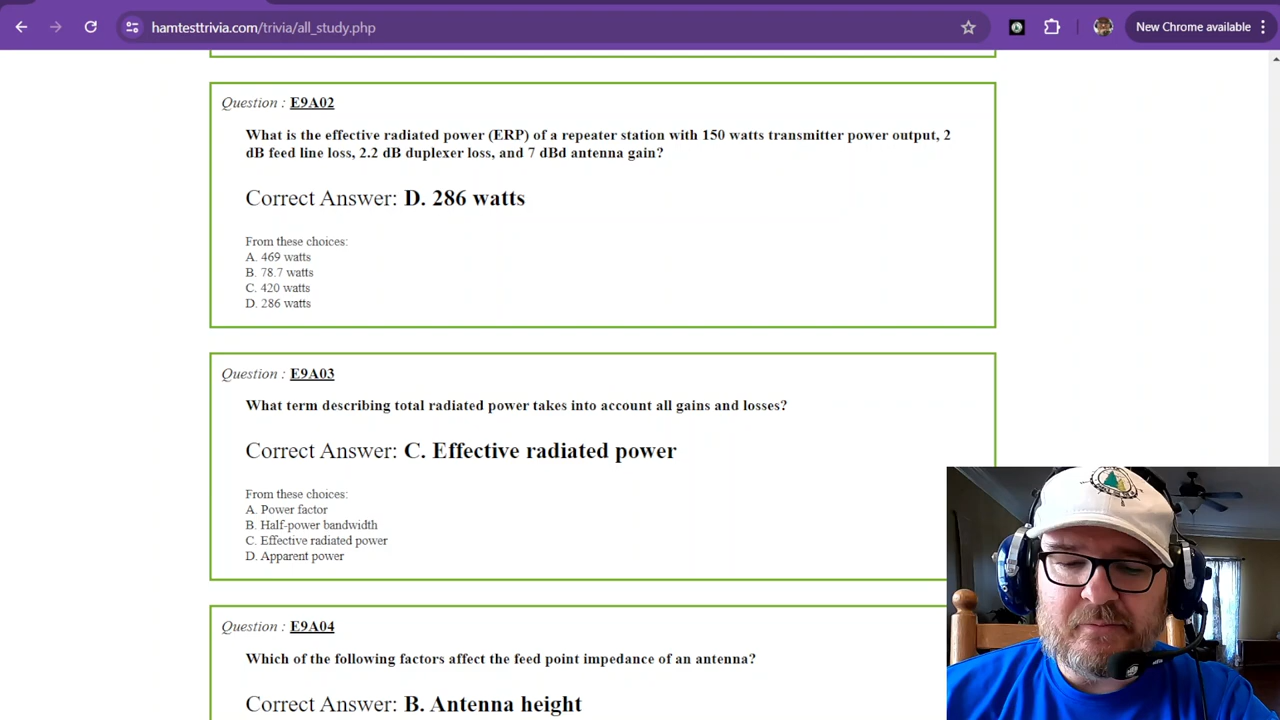 hamtesttrivia.com/trivia/all_study.php
New Chrome available
Question : E9A02
What is the effective radiated power (ERP) of a repeater station with 150 watts transmitter power output, 2
dB feed line loss, 2.2 dB duplexer loss, and 7 dBd antenna gain?
Correct Answer: D. 286 watts
From these choices:
A. 469 watts
B. 78.7 watts
C. 420 watts
D. 286 watts
Question : E9A03
What term describing total radiated power takes into account all gains and losses?
Correct Answer: C. Effective radiated power
From these choices:
A. Power factor
B. Half-power bandwidth
C. Effective radiated power
D. Apparent power
Question : E9A04
Which of the following factors affect the feed point impedance of an antenna?
Correct Answer: B. Antenna height